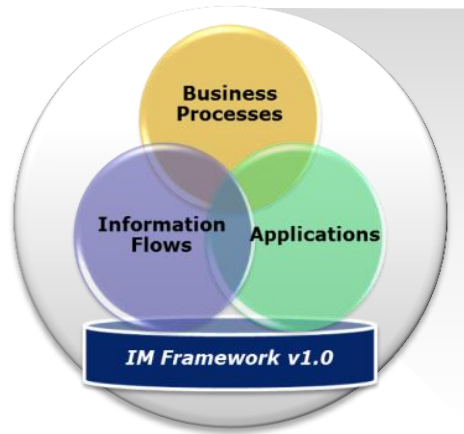 Business
Processes
Information
Flows
Applications
IM Framework v1.0